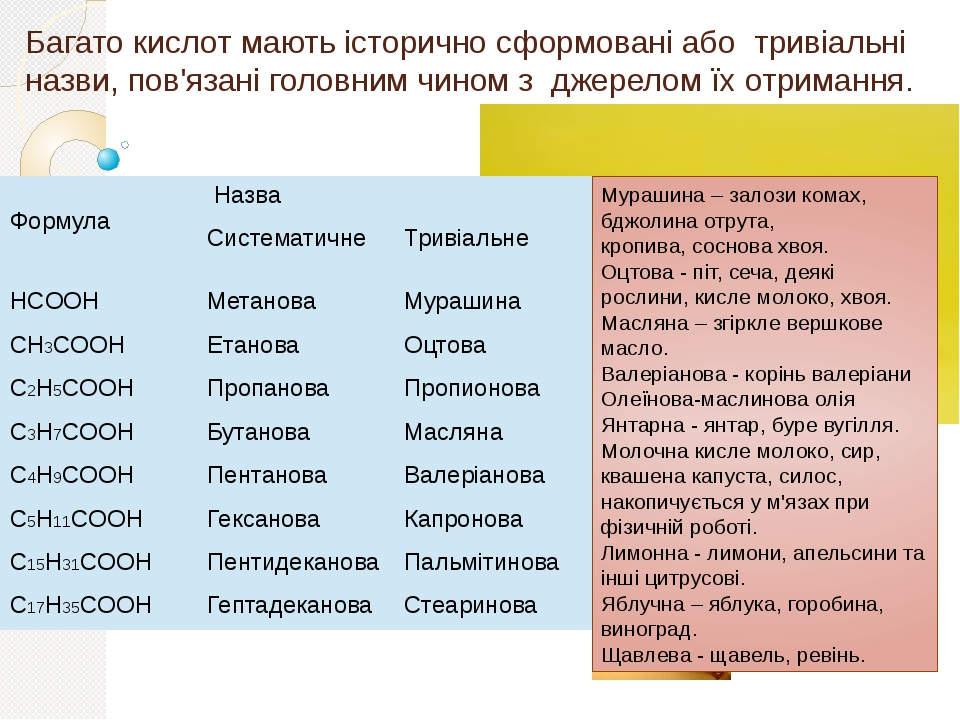 Багато кислот мають історично сформовані або тривіальні
назви, пов'язані головним чином з джерелом їх отримання.
Формула
Назва
Систематичне Тривіальне
HCOOH Метанова Мурашина
CH3COOH Етанова Оцтова
C2H5COOH Пропанова Пропионова
C3H7COOH Бутанова Масляна
C4H9COOH Пентанова Валеріанова
C5H11COOH Гексанова Капронова
C15H31COOH Пентидеканова Пальмітинова
C17H35COOH Гептадеканова Стеаринова
Мурашина – залози комах,
бджолина отрута,
кропива, соснова хвоя.
Оцтова - піт, сеча, деякі
рослини, кисле молоко, хвоя.
Масляна – згіркле вершкове
масло.
Валеріанова - корінь валеріани
Олеїнова-маслинова олія
Янтарна - янтар, буре вугілля.
Молочна кисле молоко, сир,
квашена капуста, силос,
накопичується у м'язах при
фізичній роботі.
Лимонна - лимони, апельсини та
інші цитрусові.
Яблучна – яблука, горобина,
виноград.
Щавлева - щавель, ревінь.